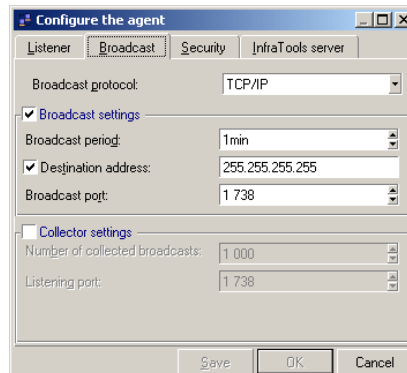 Configure the agent
Listener Broadcast Security InfraTools server
Broadcast protocol: TCP/IP
Broadcast settings
Broadcast period: 1min
Destination address: 255.255.255.255
Broadcast port: 1 738
Collector settings
Number of collected broadcasts: 1 000
Listening port: 1 738
Save OK Cancel